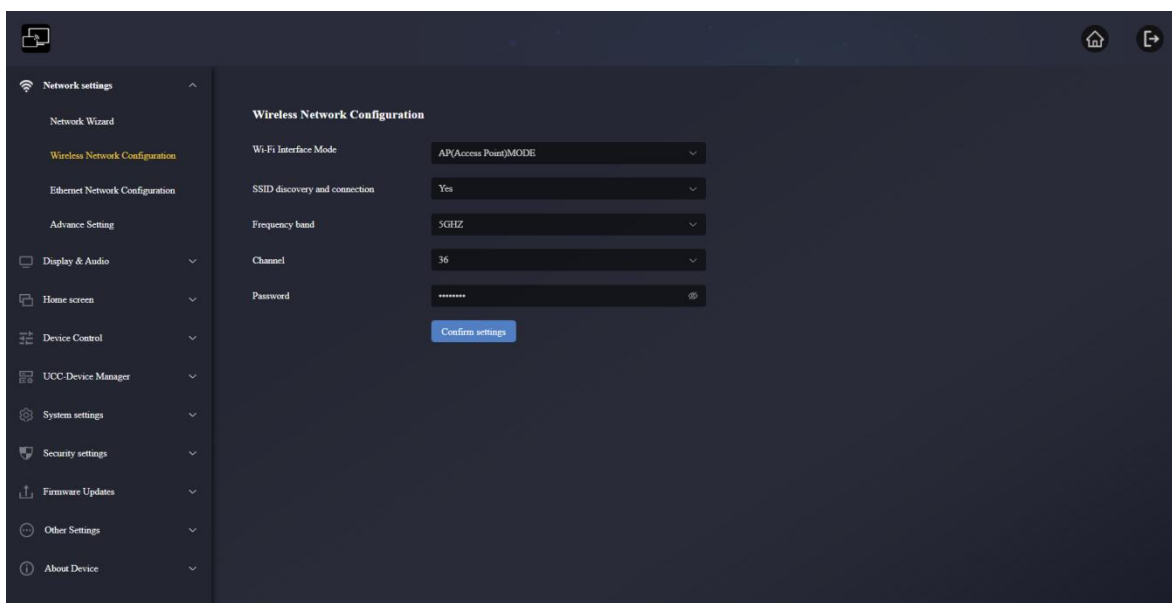 Network settings
Network Wizard
Wireless Network Configuration
Ethernet Network Configuration
Advance Setting
Display & Audio
Home screen
Device Control
UCC-Device Manager
System settings
Security settings
Firmware Updates
Other Settings
About Device
Wireless Network Configuration
Wi-Fi Interface Mode AP(Access Point)MODE
SSID discovery and connection Yes
Frequency band 5GHZ
Channel 36
Password ••••••••
Confirm settings